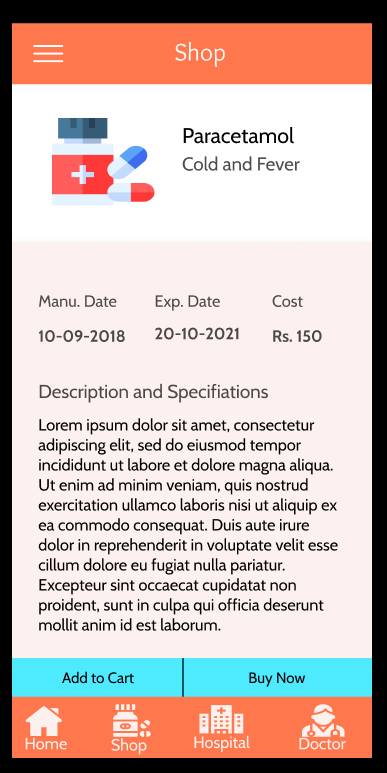 Shop
Paracetamol
Cold and Fever
Manu. Date Exp. Date Cost
10-09-2018 20-10-2021 Rs. 150
Description and Specifiations
Lorem ipsum dolor sit amet, consectetur
adipiscing elit, sed do eiusmod tempor
incididunt ut labore et dolore magna aliqua.
Ut enim ad minim veniam, quis nostrud
exercitation ullamco laboris nisi ut aliquip ex
ea commodo consequat. Duis aute irure
dolor in reprehenderit in voluptate velit esse
cillum dolore eu fugiat nulla pariatur.
Excepteur sint occaecat cupidatat non
proident, sunt in culpa qui officia deserunt
mollit anim id est laborum.
Add to Cart Buy Now
Home Shop Hospital Doctor